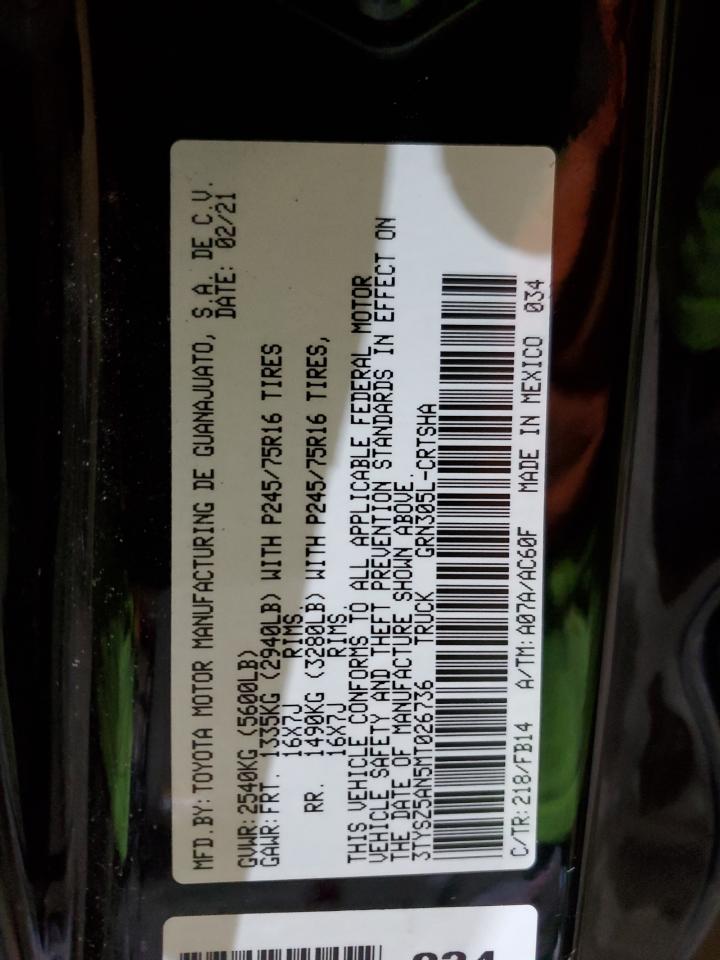 MFD.BY:TOYOTA MOTOR MANUFACTURING DE GUANAJUATO, S.A. DE C.V.
DATE: 02/21
GVWR:2540KG (5600LB)
GAWR:FRT. 1335KG (2940LB) WITH P245/75R16 TIRES
16X7J RIMS.
RR. 1490KG (3280LB) WITH P245/75R16 TIRES,
16X7J RIMS.
THIS VEHICLE CONFORMS TO ALL APPLICABLE FEDERAL MOTOR
VEHICLE SAFETY AND THEFT PREVENTION STANDARDS IN EFFECT ON
THE DATE OF MANUFACTURE SHOWN ABOVE.
3TYSZ5AN5MT026736 TRUCK GRN305L-CRTSHA
C/TR:218/FB14 A/TM:A07A/AC60F MADE IN MEXICO 034